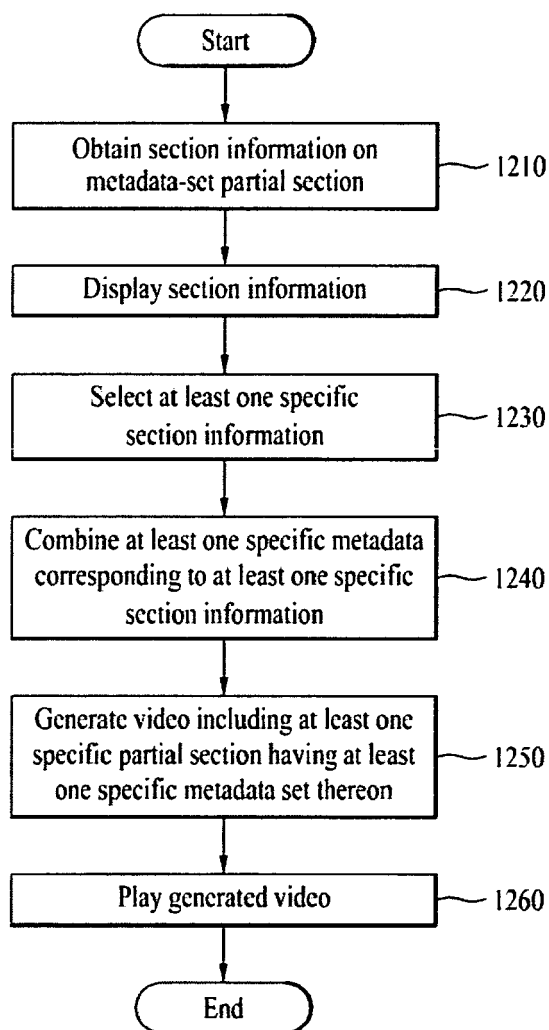 Start
Obtain section information on
metadata-set partial section
1210
Display section information
1220
Select at least one specific
section information
1230
Combine at least one specific metadata
corresponding to at least one specific
section information
1240
Generate video including at least one
specific partial section having at least
one specific metadata set thereon
1250
Play generated video
1260
End